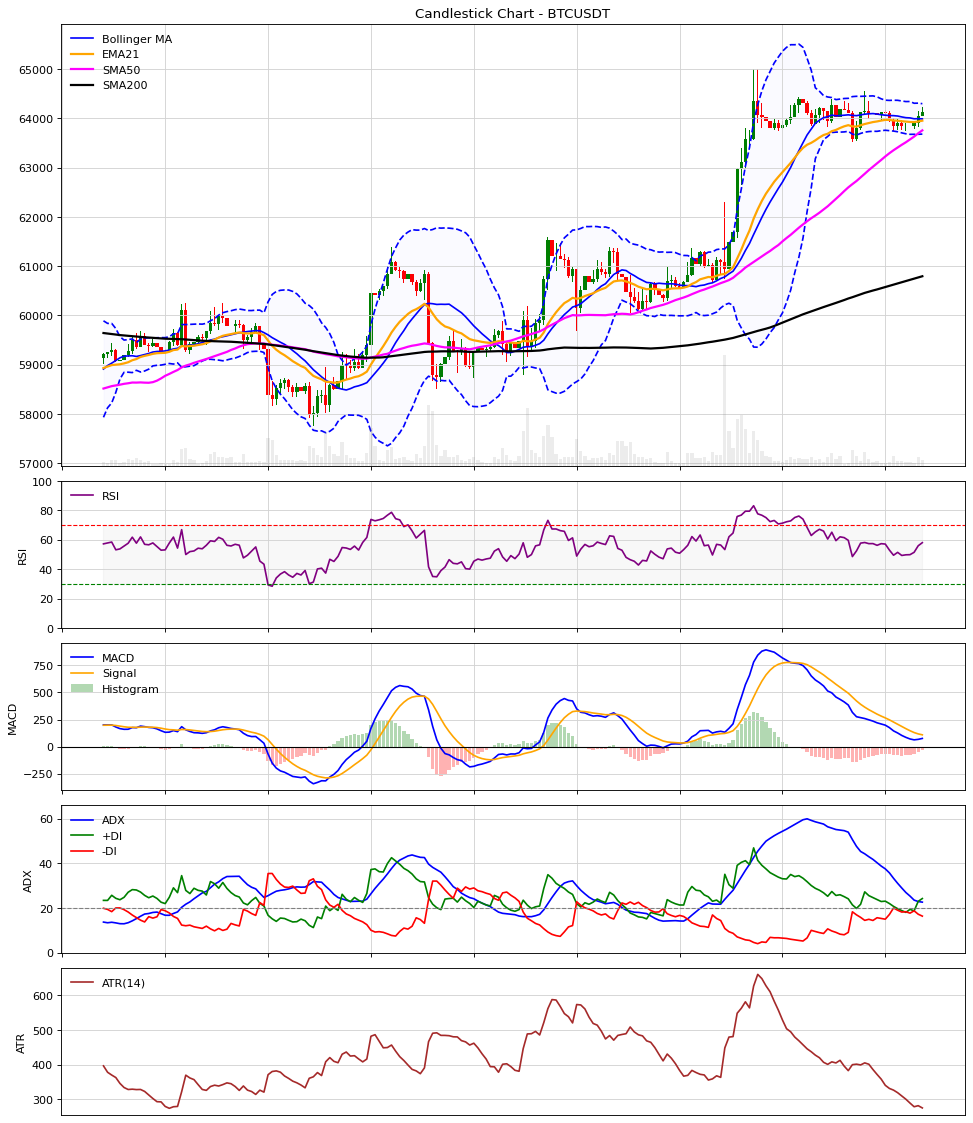 Candlestick Chart - BTCUSDT
Bollinger MA
EMA21
SMA50
SMA200
65000
64000
63000
62000
61000
60000
59000
58000
57000
RSI
100
80
60
40
20
0
RSI
MACD
Signal
Histogram
750
500
250
0
−250
MACD
ADX
+DI
-DI
60
40
20
0
ADX
ATR(14)
600
500
400
300
ATR